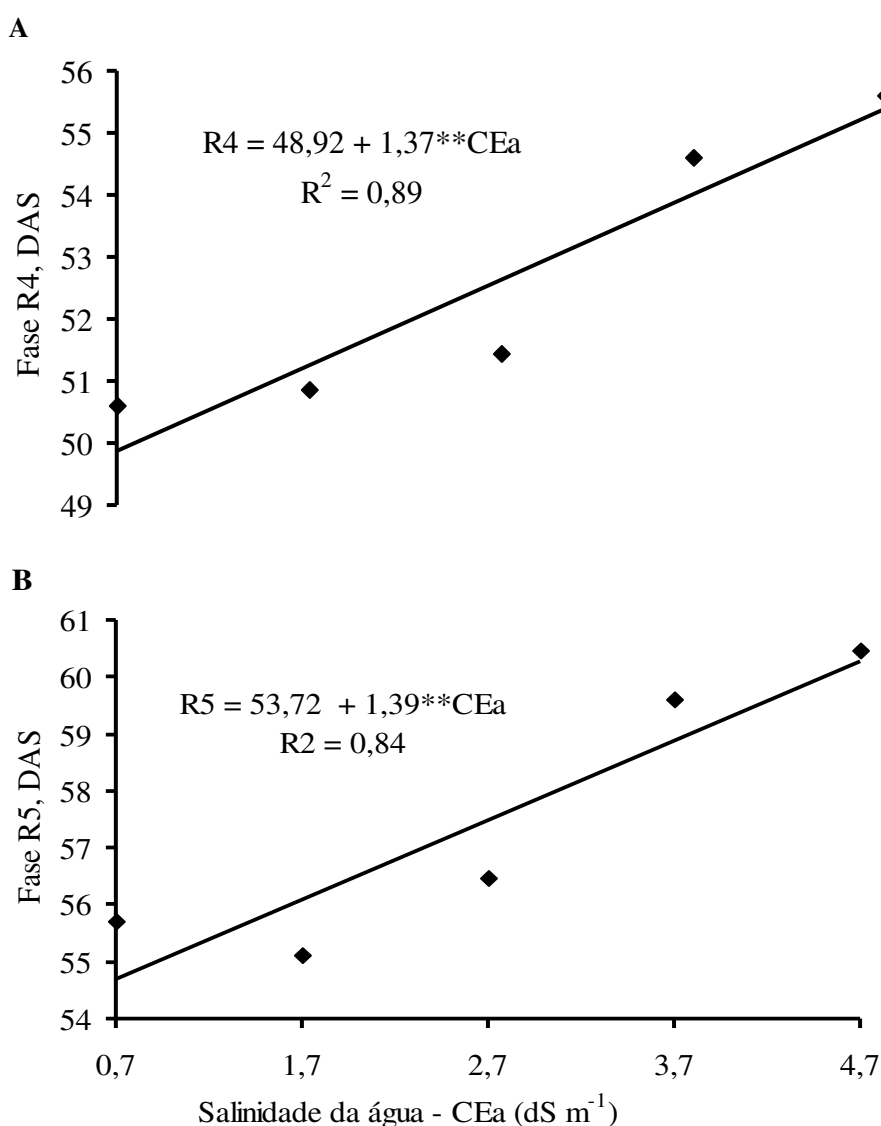 A
56
55
54
53
52
51
50
49
Fase R4, DAS
R4 = 48,92 + 1,37**CEa
R² = 0,89
B
61
60
59
58
57
56
55
54
Fase R5, DAS
R5 = 53,72 + 1,39**CEa
R2 = 0,84
0,7 1,7 2,7 3,7 4,7
Salinidade da água - CEa (dS m⁻¹)